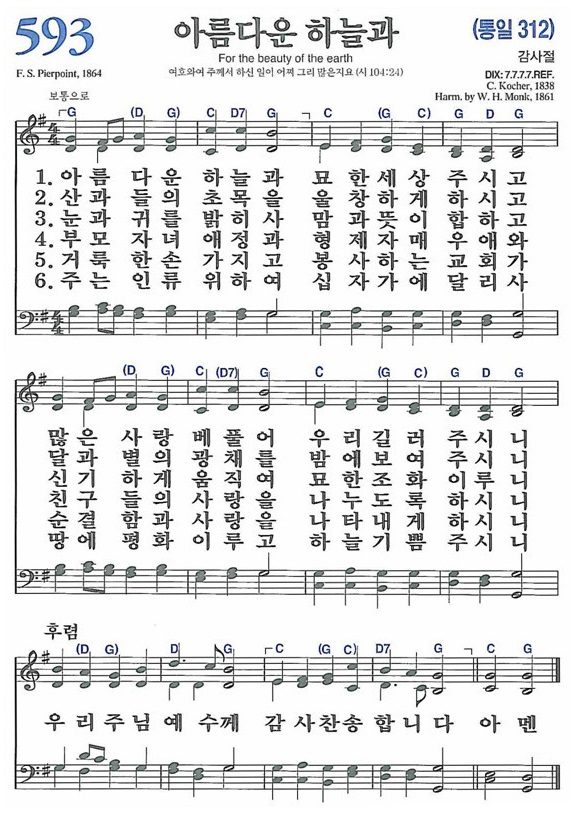 593
아름다운 하늘과
(통일 312)
For the beauty of the earth
감사절
F. S. Pierpoint, 1864
여호와여 주께서 하신 일이 어찌 그리 많은지요 (시 104:24)
DIX: 7.7.7.7.REF.
C. Kocher, 1838
Harm. by W. H. Monk, 1861
보통으로
G (D G) C D7 G C (G C) G D G
1. 아름다운 하늘과 묘한세상주시고
2. 산과들의 초목을 울창하게하시고
3. 눈과귀를 밝히사 맘과뜻이합하고
4. 부모자녀 애정과 형제자매우애와
5. 거룩한손 가지고 봉사하는교회가
6. 주는인류 위하여 십자가에달리사
(D G) C (D7) G C (G C) G D G
많은사랑베풀어 우리길러주시니
달과별의광채를 밤에보여주시니
신기하게움직여 묘한조화이루니
친구들의사랑을 나누도록하시니
순결함과사랑을 나타내게하시니
땅에평화이루고 하늘기쁨주시니
후렴
(D G) D G C (G C) D7 G C G
우리주님예수께 감사찬송합니다 아멘